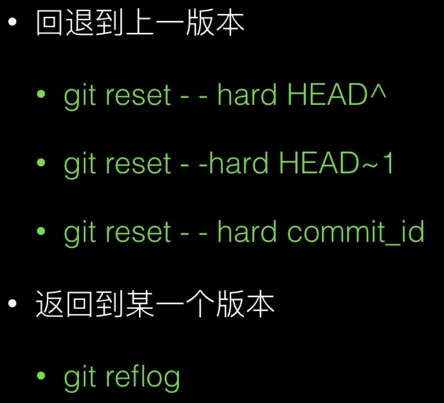 • 回退到上一版本
• git reset - - hard HEAD^
• git reset - -hard HEAD~1
• git reset - - hard commit_id
• 返回到某一个版本
• git reflog